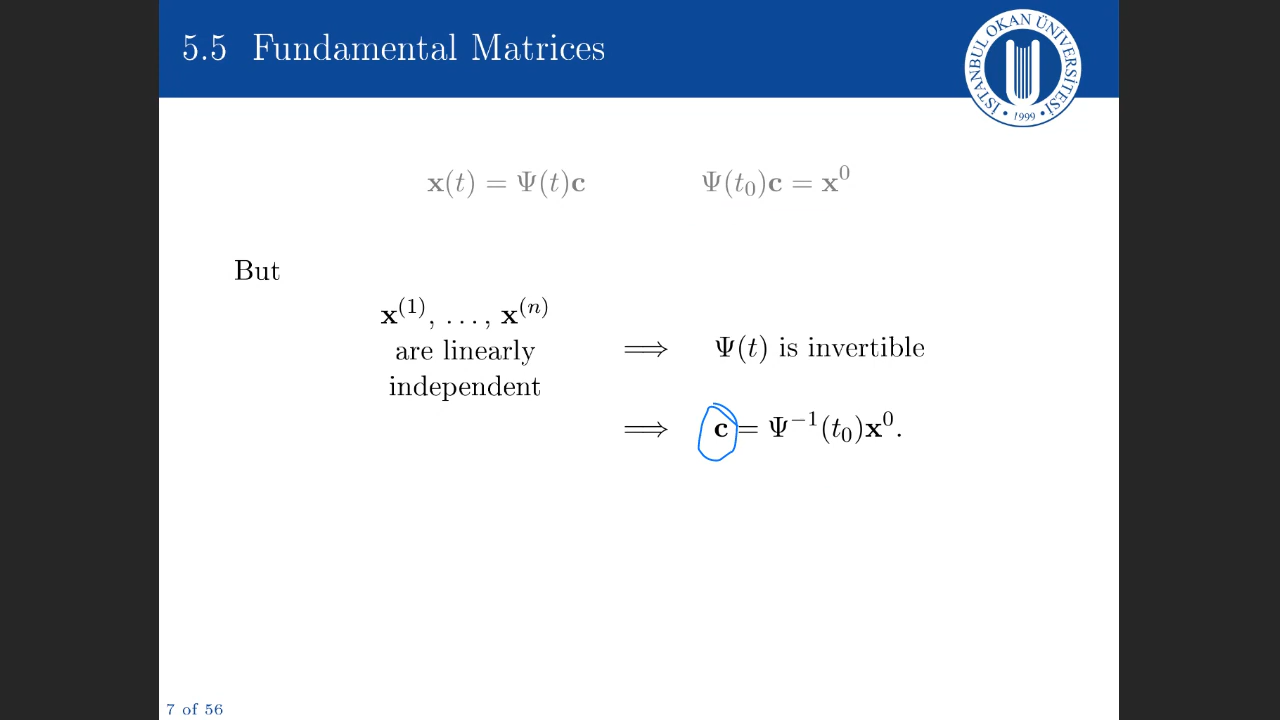 5.5 Fundamental Matrices
İSTANBUL OKAN ÜNİVERSİTESİ
• 1999 •
x(t) = Ψ(t)c
Ψ(t₀)c = x⁰
But
x⁽¹⁾, …, x⁽ⁿ⁾
are linearly
independent
⟹ Ψ(t) is invertible
⟹ c = Ψ⁻¹(t₀)x⁰.
7 of 56